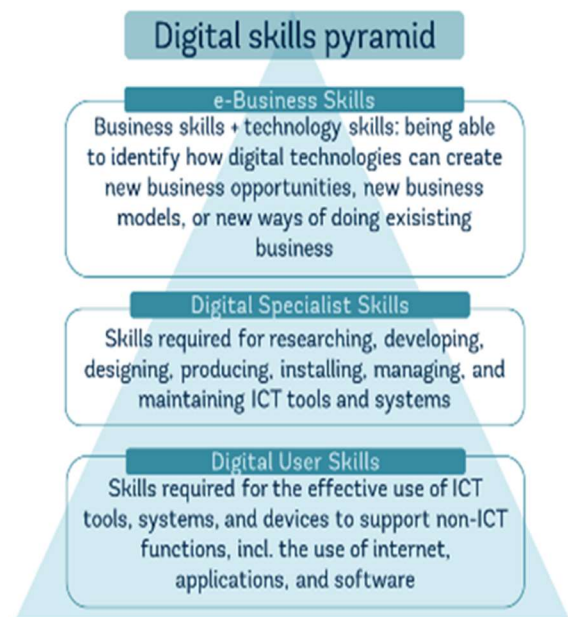 Digital skills pyramid
e-Business Skills
Business skills + technology skills: being able
to identify how digital technologies can create
new business opportunities, new business
models, or new ways of doing exisisting
business
Digital Specialist Skills
Skills required for researching, developing,
designing, producing, installing, managing, and
maintaining ICT tools and systems
Digital User Skills
Skills required for the effective use of ICT
tools, systems, and devices to support non-ICT
functions, incl. the use of internet,
applications, and software